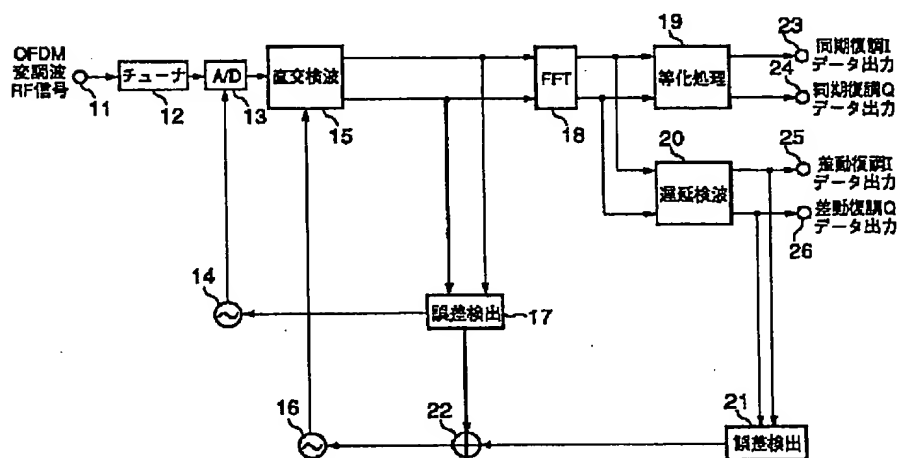 OFDM
変調波
RF信号
11
チューナ
12
A/D
13
直交検波
15
FFT
18
19
等化処理
23
同期復調I
データ出力
24
同期復調Q
データ出力
20
遅延検波
25
差動復調I
データ出力
差動復調Q
データ出力
26
14
誤差検出
17
16
22
21
誤差検出